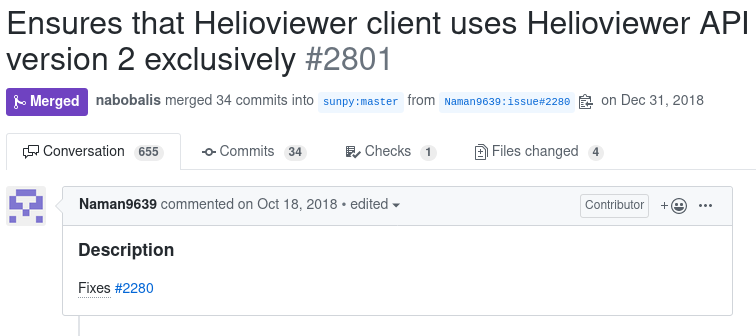 Ensures that Helioviewer client uses Helioviewer API
version 2 exclusively #2801
Merged nabobalis merged 34 commits into sunpy:master from Naman9639:issue#2280 on Dec 31, 2018
Conversation 655 Commits 34 Checks 1 Files changed 4
Naman9639 commented on Oct 18, 2018 • edited Contributor + ...
Description
Fixes #2280